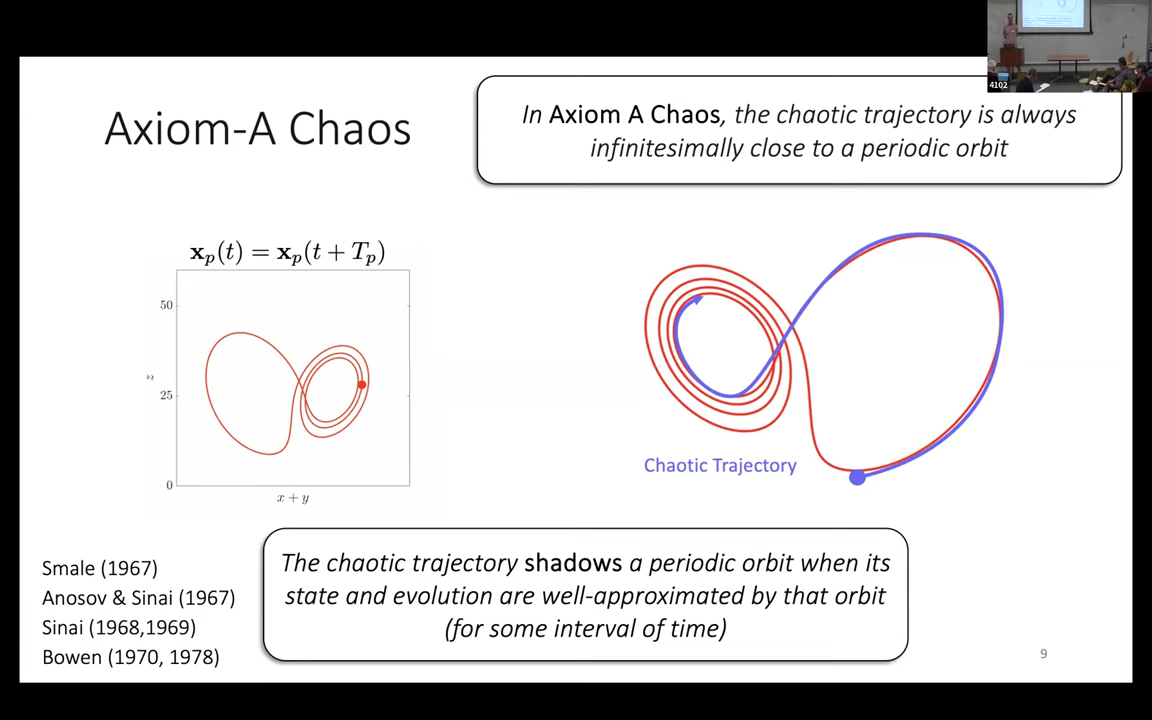 Axiom-A Chaos
In Axiom A Chaos, the chaotic trajectory is always
infinitesimally close to a periodic orbit
4102
x_p(t) = x_p(t + T_p)
50
z
25
0
x + y
Chaotic Trajectory
Smale (1967)
Anosov & Sinai (1967)
Sinai (1968,1969)
Bowen (1970, 1978)
The chaotic trajectory shadows a periodic orbit when its
state and evolution are well-approximated by that orbit
(for some interval of time)
9